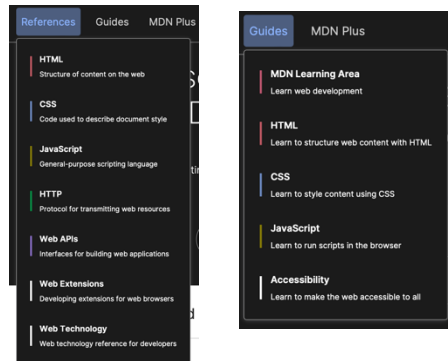 References Guides MDN Plus
HTML
Structure of content on the web
CSS
Code used to describe document style
JavaScript
General-purpose scripting language
HTTP
Protocol for transmitting web resources
Web APIs
Interfaces for building web applications
Web Extensions
Developing extensions for web browsers
Web Technology
Web technology reference for developers
Guides MDN Plus
MDN Learning Area
Learn web development
HTML
Learn to structure web content with HTML
CSS
Learn to style content using CSS
JavaScript
Learn to run scripts in the browser
Accessibility
Learn to make the web accessible to all